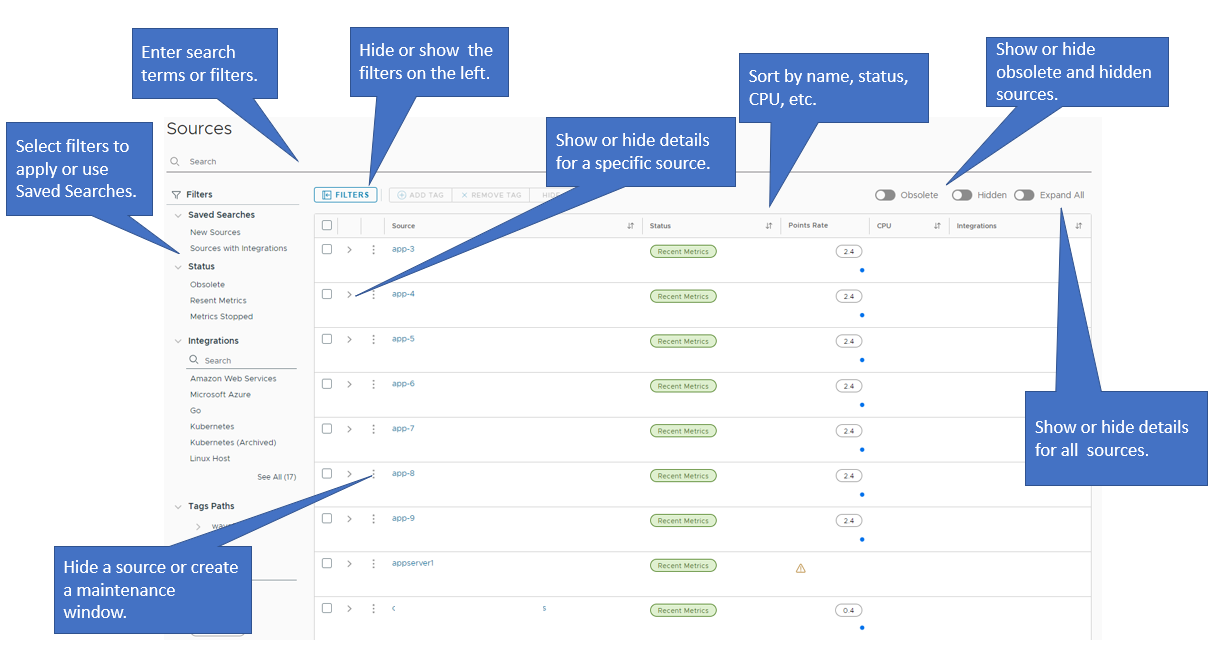 Enter search
terms or filters.
Hide or show the
filters on the left.
Sort by name, status,
CPU, etc.
Show or hide
obsolete and hidden
sources.
Select filters to
apply or use
Saved Searches.
Show or hide details
for a specific source.
Sources
Search
Filters
Saved Searches
New Sources
Sources with Integrations
Status
Obsolete
Resent Metrics
Metrics Stopped
Integrations
Search
Amazon Web Services
Microsoft Azure
Go
Kubernetes
Kubernetes (Archived)
Linux Host
See All (17)
Tags Paths
FILTERS ADD TAG REMOVE TAG
Obsolete Hidden Expand All
Source Status Points Rate CPU Integrations
app-3 Recent Metrics 2.4
app-4 Recent Metrics 2.4
app-5 Recent Metrics 2.4
app-6 Recent Metrics 2.4
app-7 Recent Metrics 2.4
app-8 Recent Metrics 2.4
app-9 Recent Metrics 2.4
appserver1 Recent Metrics
c s Recent Metrics 0.4
Show or hide details
for all sources.
Hide a source or create
a maintenance
window.